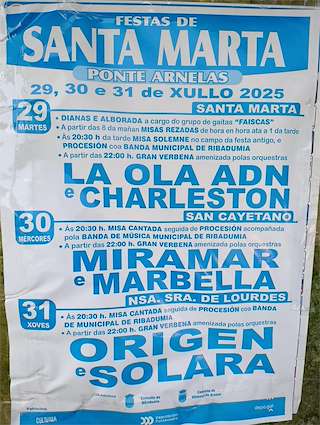 FESTAS DE
SANTA MARTA
PONTE ARNELAS
29, 30 e 31 de XULLO 2025
SANTA MARTA
29
MARTES
• DIANAS E ALBORADA a cargo do grupo de gaitas "FAISCAS"
• A partir das 8 da mañan MISAS REZADAS de hora en hora ata a 1 da tarde
• Ás 20:30 h da tarde MISA SOLEMNE no campo da festa antigo, e
PROCESIÓN coa BANDA MUNICIPAL DE RIBADUMIA
• A partir das 22:00 h. GRAN VERBENA amenizada polas orquestras
LA OLA ADN
e CHARLESTON
SAN CAYETANO
30
MÉRCORES
• Ás 20:30 h. MISA CANTADA seguida de PROCESIÓN acompañada
pola BANDA DE MÚSICA MUNICIPAL DE RIBADUMIA
• A partir das 22:00 h. GRAN VERBENA amenizada polas orquestras
MIRAMAR
e MARBELLA
NSA. SRA. DE LOURDES
31
XOVES
• Ás 20:30 h. MISA CANTADA seguida de PROCESIÓN coa BANDA
DE MUNICIPAL DE RIBADUMIA
• A partir das 22:00h. GRAN VERBENA amenizada polas orquestras
ORIGEN
e SOLARA